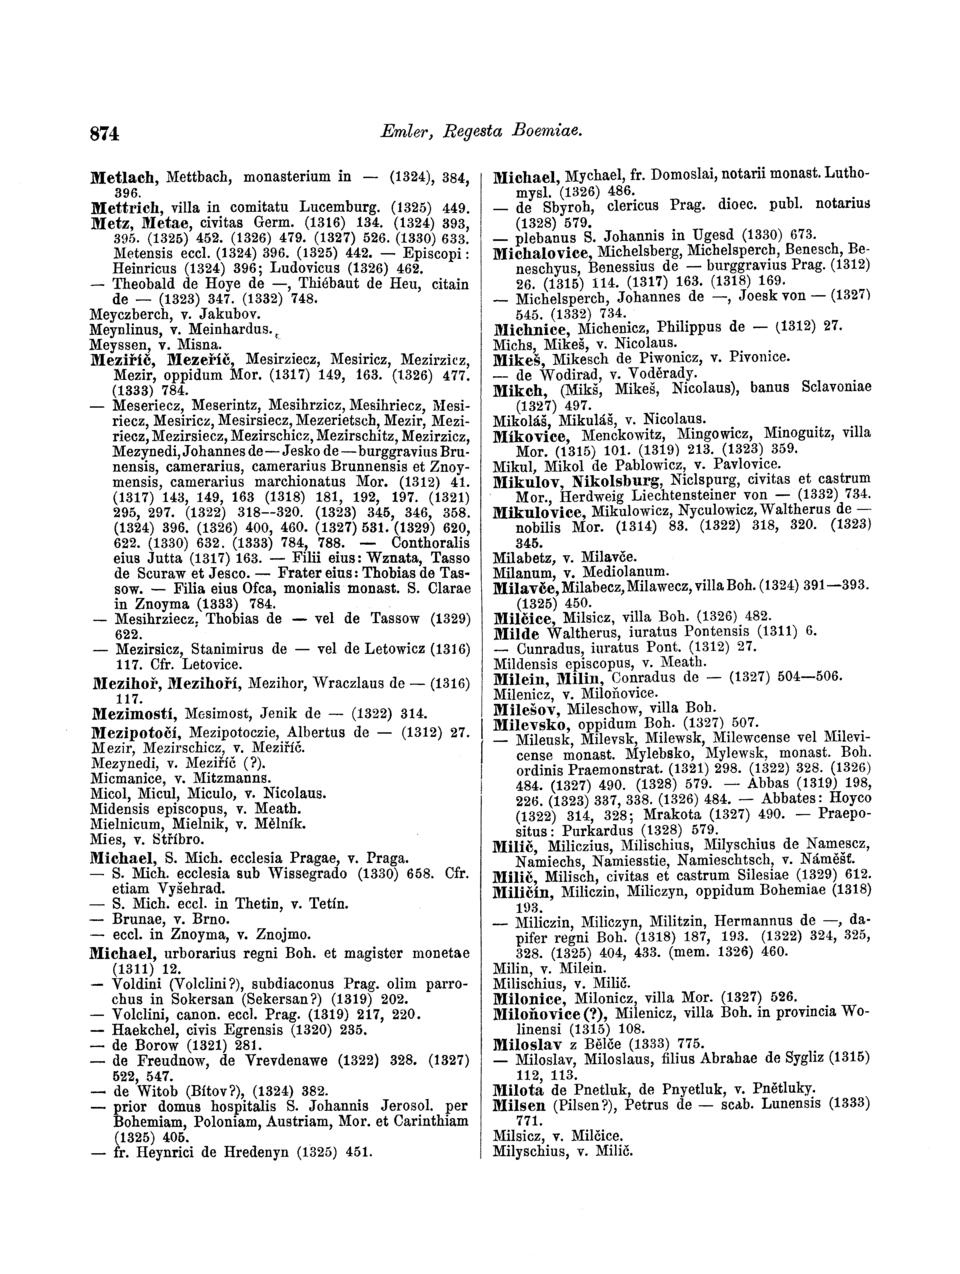 874
Emler, Regesta Boemiae.
Metlach, Mettbach, monasterium in — (1324), 384,
396.
Mettrich, villa in comitatu Lucemburg. (1325) 449.
Metz, Metae, civitas Germ. (1316) 134. (1324) 393,
395. (1325) 452. (1326) 479. (1327) 526. (1330) 633.
Metensis eccl. (1324) 396. (1325) 442. — Episcopi:
Heinricus (1324) 396; Ludovicus (1326) 462.
— Theobald de Hoye de —, Thiébaut de Heu, citain
de — (1323) 347. (1332) 748.
Meyczberch, v. Jakubov.
Meynlinus, v. Meinhardus.
Meyssen, v. Misna.
Meziříč, Mezeříč, Mesirziecz, Mesiricz, Mezirzicz,
Mezir, oppidum Mor. (1317) 149, 163. (1326) 477.
(1333) 784.
— Meseriecz, Meserintz, Mesihrzicz, Mesihriecz, Mesi-
riecz, Mesiricz, Mesirsiecz, Mezerietsch, Mezir, Mezi-
riecz, Mezirsiecz, Mezirschicz, Mezirschitz, Mezirzicz,
Mezynedi, Johannes de — Jesko de — burggravius Bru-
nensis, camerarius, camerarius Brunnensis et Znoy-
mensis, camerarius marchionatus Mor. (1312) 41.
(1317) 143, 149, 163 (1318) 181, 192, 197. (1321)
295, 297. (1322) 318--320. (1323) 345, 346, 358.
(1324) 396. (1326) 400, 460. (1327) 531. (1329) 620,
622. (1330) 632. (1333) 784, 788. — Conthoralis
eius Jutta (1317) 163. — Filii eius: Wznata, Tasso
de Scuraw et Jesco. — Frater eius: Thobias de Tas-
sow. — Filia eius Ofca, monialis monast. S. Clarae
in Znoyma (1333) 784.
— Mesihrziecz, Thobias de — vel de Tassow (1329)
622.
— Mezirsicz, Stanimirus de — vel de Letowicz (1316)
117. Cfr. Letovice.
Mezihoř, Mezihoří, Mezihor, Wraczlaus de — (1316)
117.
Mezimostí, Mesimost, Jenik de — (1322) 314.
Mezipotočí, Mezipotoczie, Albertus de — (1312) 27.
Mezir, Mezirschicz, v. Meziříč.
Mezynedi, v. Meziříč (?).
Micmanice, v. Mitzmanns.
Micol, Micul, Miculo, v. Nicolaus.
Midensis episcopus, v. Meath.
Mielnicum, Mielnik, v. Mělník.
Mies, v. Stříbro.
Michael, S. Mich. ecclesia Pragae, v. Praga.
— S. Mich. ecclesia sub Wissegrado (1330) 658. Cfr.
etiam Vyšehrad.
— S. Mich. eccl. in Thetin, v. Tetín.
— Brunae, v. Brno.
— eccl. in Znoyma, v. Znojmo.
Michael, urborarius regni Boh. et magister monetae
(1311) 12.
— Voldini (Volclini?), subdiaconus Prag. olim parro-
chus in Sokersan (Sekersan?) (1319) 202.
— Volclini, canon. eccl. Prag. (1319) 217, 220.
— Haekchel, civis Egrensis (1320) 235.
— de Borow (1321) 281.
— de Freudnow, de Vrevdenawe (1322) 328. (1327)
522, 547.
— de Witob (Bítov?), (1324) 382.
— prior domus hospitalis S. Johannis Jerosol. per
Bohemiam, Poloniam, Austriam, Mor. et Carinthiam
(1325) 405.
— fr. Heynrici de Hredenyn (1325) 451.
Michael, Mychael, fr. Domoslai, notarii monast. Lutho-
mysl. (1326) 486.
— de Sbyroh, clericus Prag. dioec. publ. notarius
(1328) 579.
— plebanus S. Johannis in Ugesd (1330) 673.
Michalovice, Michelsberg, Michelsperch, Benesch, Be-
neschyus, Benessius de — burggravius Prag. (1312)
26. (1315) 114. (1317) 163. (1318) 169.
— Michelsperch, Johannes de —, Joesk von — (1327)
545. (1332) 734.
Michnice, Michenicz, Philippus de — (1312) 27.
Michs, Mikeš, v. Nicolaus.
Mikeš, Mikesch de Piwonicz, v. Pivonice.
— de Wodirad, v. Voděrady.
Mikch, (Mikš, Mikeš, Nicolaus), banus Sclavoniae
(1327) 497.
Mikoláš, Mikuláš, v. Nicolaus.
Mikovice, Menckowitz, Mingowicz, Minoguitz, villa
Mor. (1315) 101. (1319) 213. (1323) 359.
Mikul, Mikol de Pablowicz, v. Pavlovice.
Mikulov, Nikolsburg, Niclspurg, civitas et castrum
Mor., Herdweig Liechtensteiner von — (1332) 734.
Mikulovice, Mikulowicz, Nyculowicz, Waltherus de —
nobilis Mor. (1314) 83. (1322) 318, 320. (1323)
345.
Milabetz, v. Milavče.
Milanum, v. Mediolanum.
Milavče, Milabecz, Milawecz, villa Boh. (1324) 391—393.
(1325) 450.
Milčice, Milsicz, villa Boh. (1326) 482.
Milde Waltherus, iuratus Pontensis (1311) 6.
— Cunradus, iuratus Pont. (1312) 27.
Mildensis episcopus, v. Meath.
Milein, Milin, Conradus de — (1327) 504—506.
Milenicz, v. Miloňovice.
Milešov, Mileschow, villa Boh.
Milevsko, oppidum Boh. (1327) 507.
— Mileusk, Milevsk, Milewsk, Milewcense vel Milevi-
cense monast. Mylebsko, Mylewsk, monast. Boh.
ordinis Praemonstrat. (1321) 298. (1322) 328. (1326)
484. (1327) 490. (1328) 579. — Abbas (1319) 198,
226. (1323) 337, 338. (1326) 484. — Abbates: Hoyco
(1322) 314, 328; Mrakota (1327) 490. — Praepo-
situs: Purkardus (1328) 579.
Milič, Miliczius, Milischius, Milyschius de Namescz,
Namiechs, Namiesstie, Namieschtsch, v. Náměšť.
Milič, Milisch, civitas et castrum Silesiae (1329) 612.
Miličín, Miliczin, Miliczyn, oppidum Bohemiae (1318)
193.
— Miliczin, Miliczyn, Militzin, Hermannus de —, da-
pifer regni Boh. (1318) 187, 193. (1322) 324, 325,
328. (1325) 404, 433. (mem. 1326) 460.
Milin, v. Milein.
Milischius, v. Milič.
Milonice, Milonicz, villa Mor. (1327) 526.
Miloňovice (?), Milenicz, villa Boh. in provincia Wo-
linensi (1315) 108.
Miloslav z Bělče (1333) 775.
— Miloslav, Miloslaus, filius Abrahae de Sygliz (1315)
112, 113.
Milota de Pnetluk, de Pnyetluk, v. Pnětluky.
Milsen (Pilsen?), Petrus de — scab. Lunensis (1333)
771.
Milsicz, v. Milčice.
Milyschius, v. Milič.